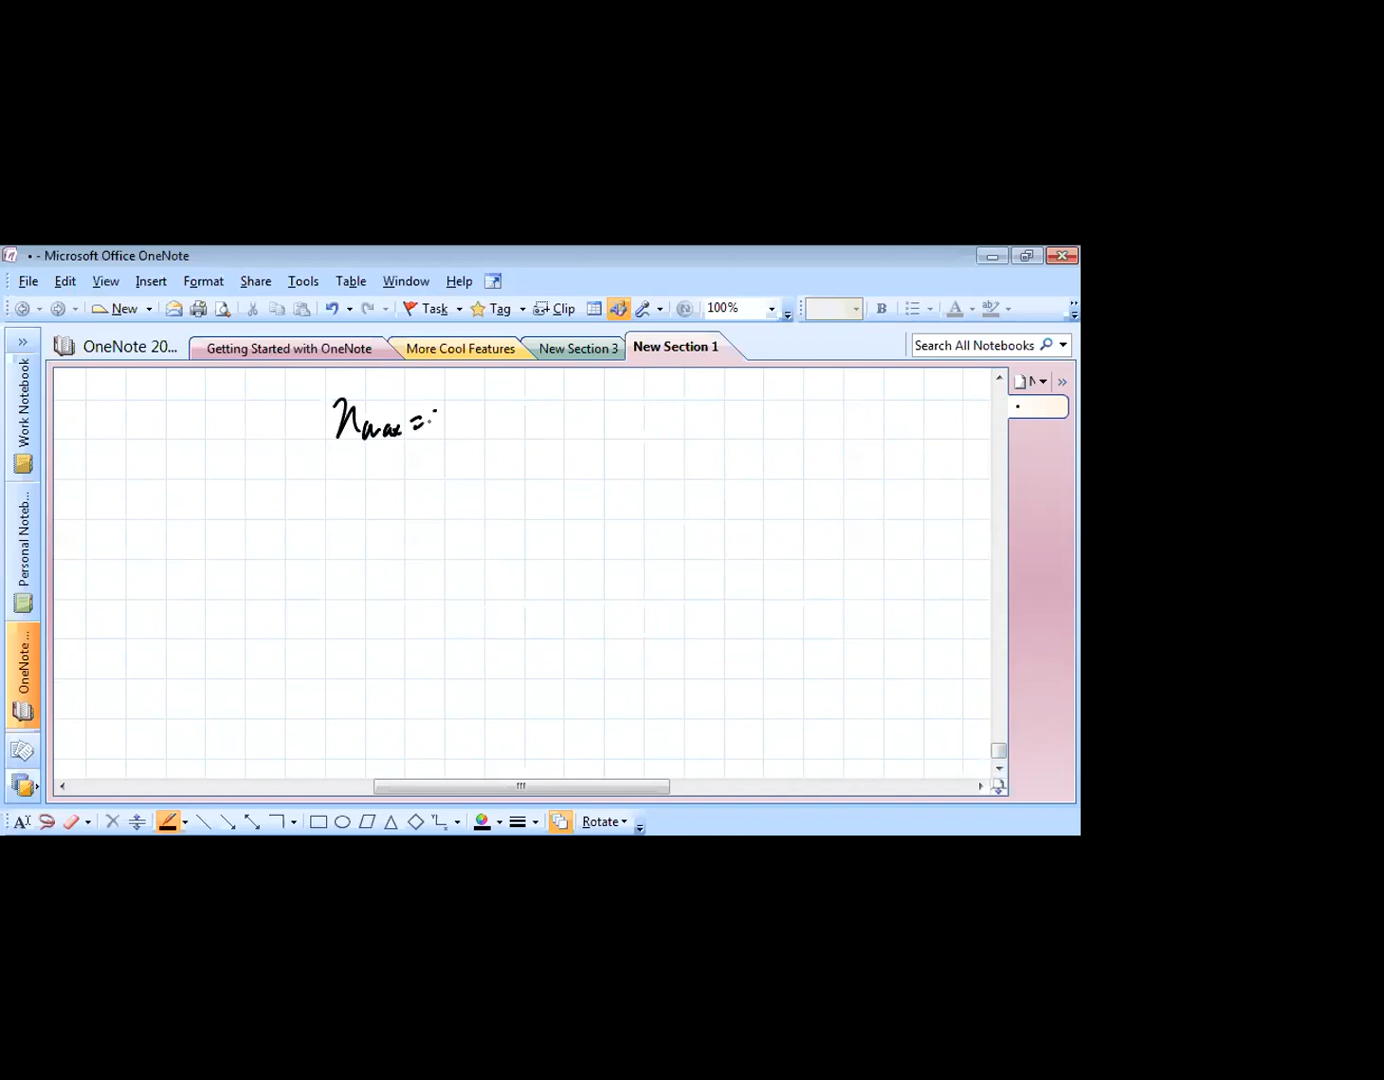 • - Microsoft Office OneNote
File Edit View Insert Format Share Tools Table Window Help
New Task Tag Clip 100% B A ab
OneNote 20... Getting Started with OneNote More Cool Features New Section 3 New Section 1 Search All Notebooks
Work Notebook
Personal Noteb...
OneNote ...
N
•
n max =
A Rotate